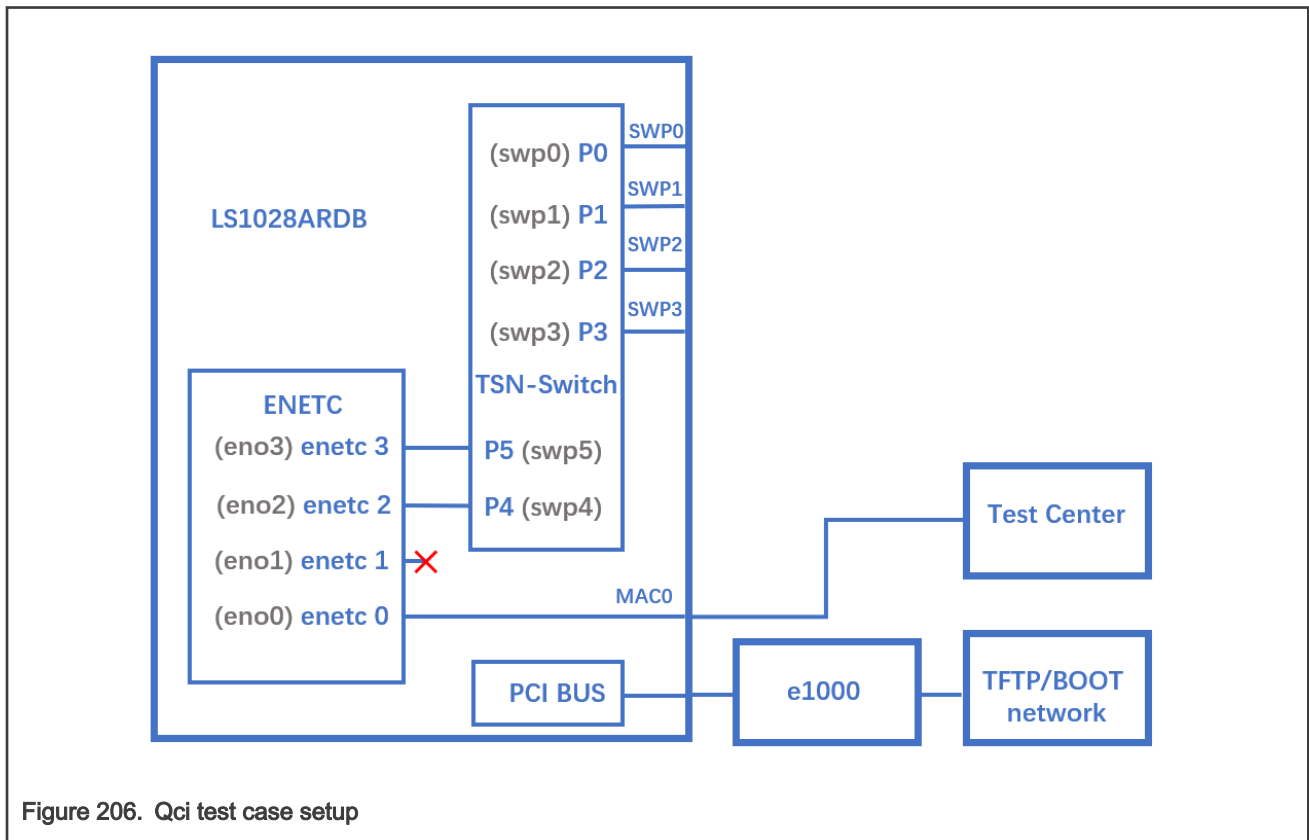 LS1028ARDB
(swp0) P0
SWP0
(swp1) P1
SWP1
(swp2) P2
SWP2
(swp3) P3
SWP3
TSN-Switch
P5 (swp5)
P4 (swp4)
ENETC
(eno3) enetc 3
(eno2) enetc 2
(eno1) enetc 1
(eno0) enetc 0
MAC0
PCI BUS
e1000
Test Center
TFTP/BOOT
network
Figure 206. Qci test case setup